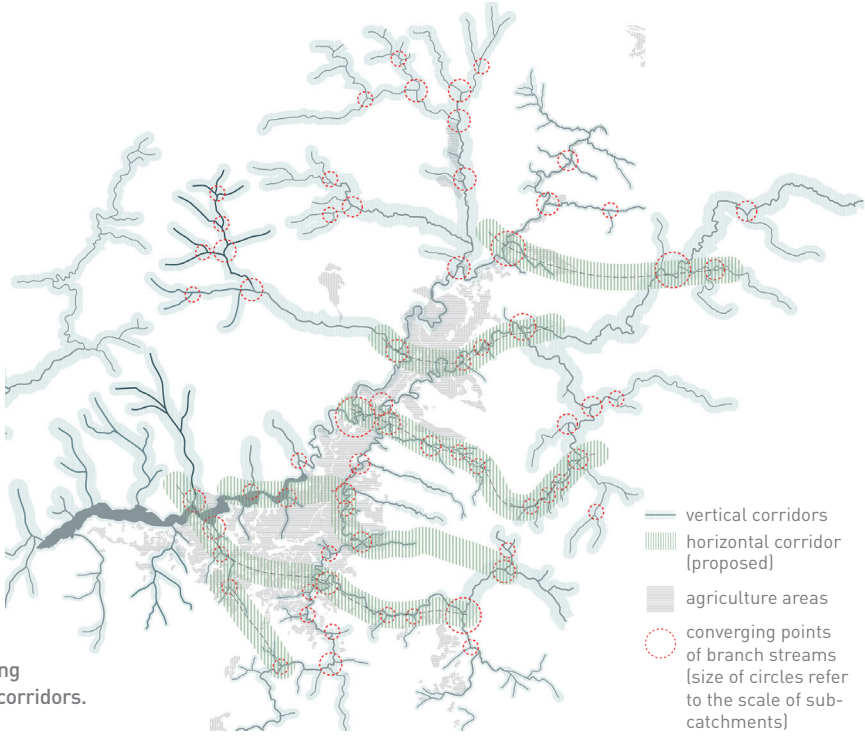 vertical corridors
horizontal corridor
(proposed)
agriculture areas
converging points
of branch streams
(size of circles refer
to the scale of sub-
catchments)
ng
corridors.